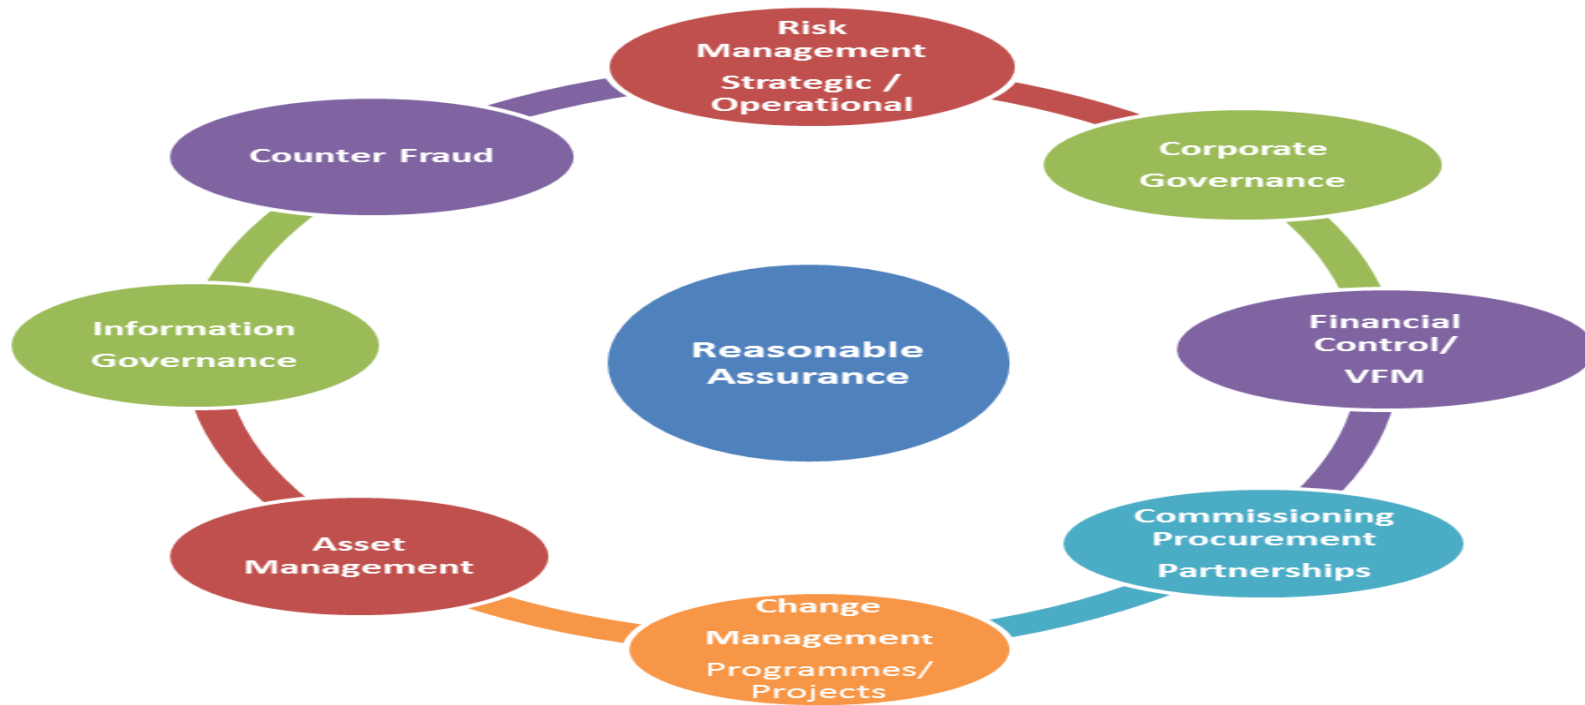 Risk
Management
Strategic /
Operational
Counter Fraud
Corporate
Governance
Information
Governance
Reasonable
Assurance
Financial
Control/
VFM
Asset
Management
Commissioning
Procurement
Partnerships
Change
Management
Programmes/
Projects